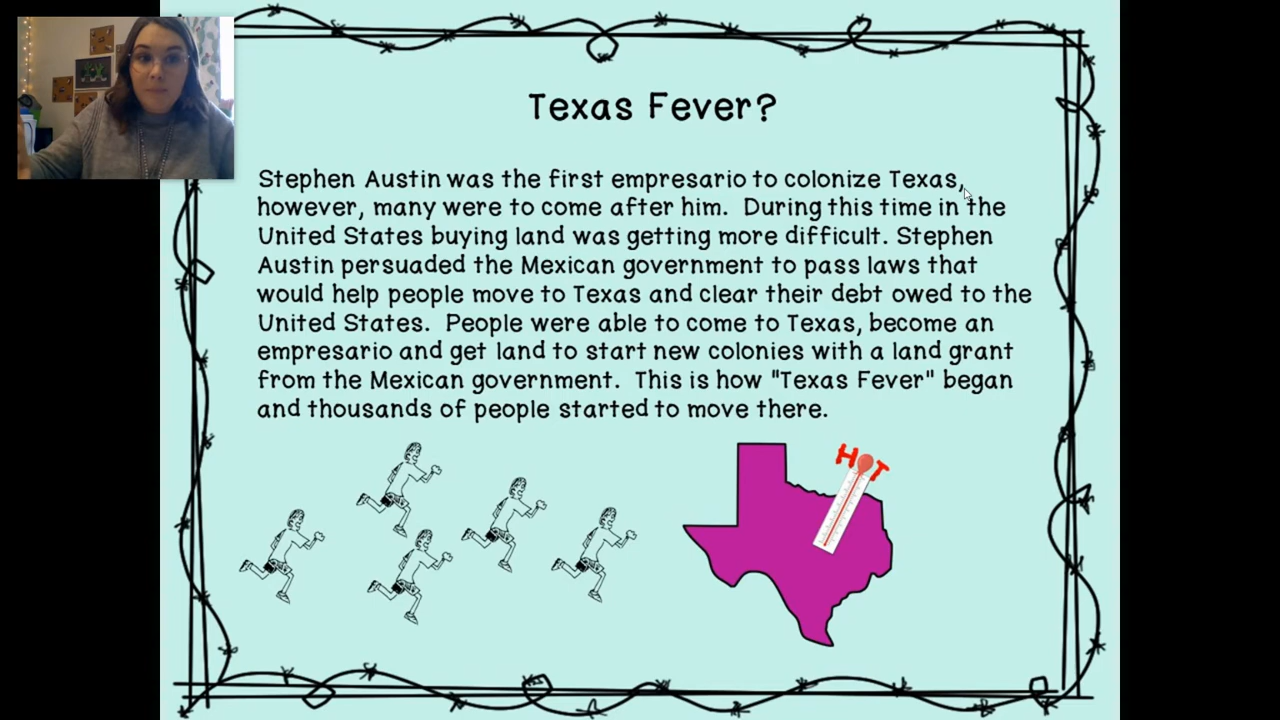 Texas Fever?
Stephen Austin was the first empresario to colonize Texas,
however, many were to come after him. During this time in the
United States buying land was getting more difficult. Stephen
Austin persuaded the Mexican government to pass laws that
would help people move to Texas and clear their debt owed to the
United States. People were able to come to Texas, become an
empresario and get land to start new colonies with a land grant
from the Mexican government. This is how "Texas Fever" began
and thousands of people started to move there.
HOT